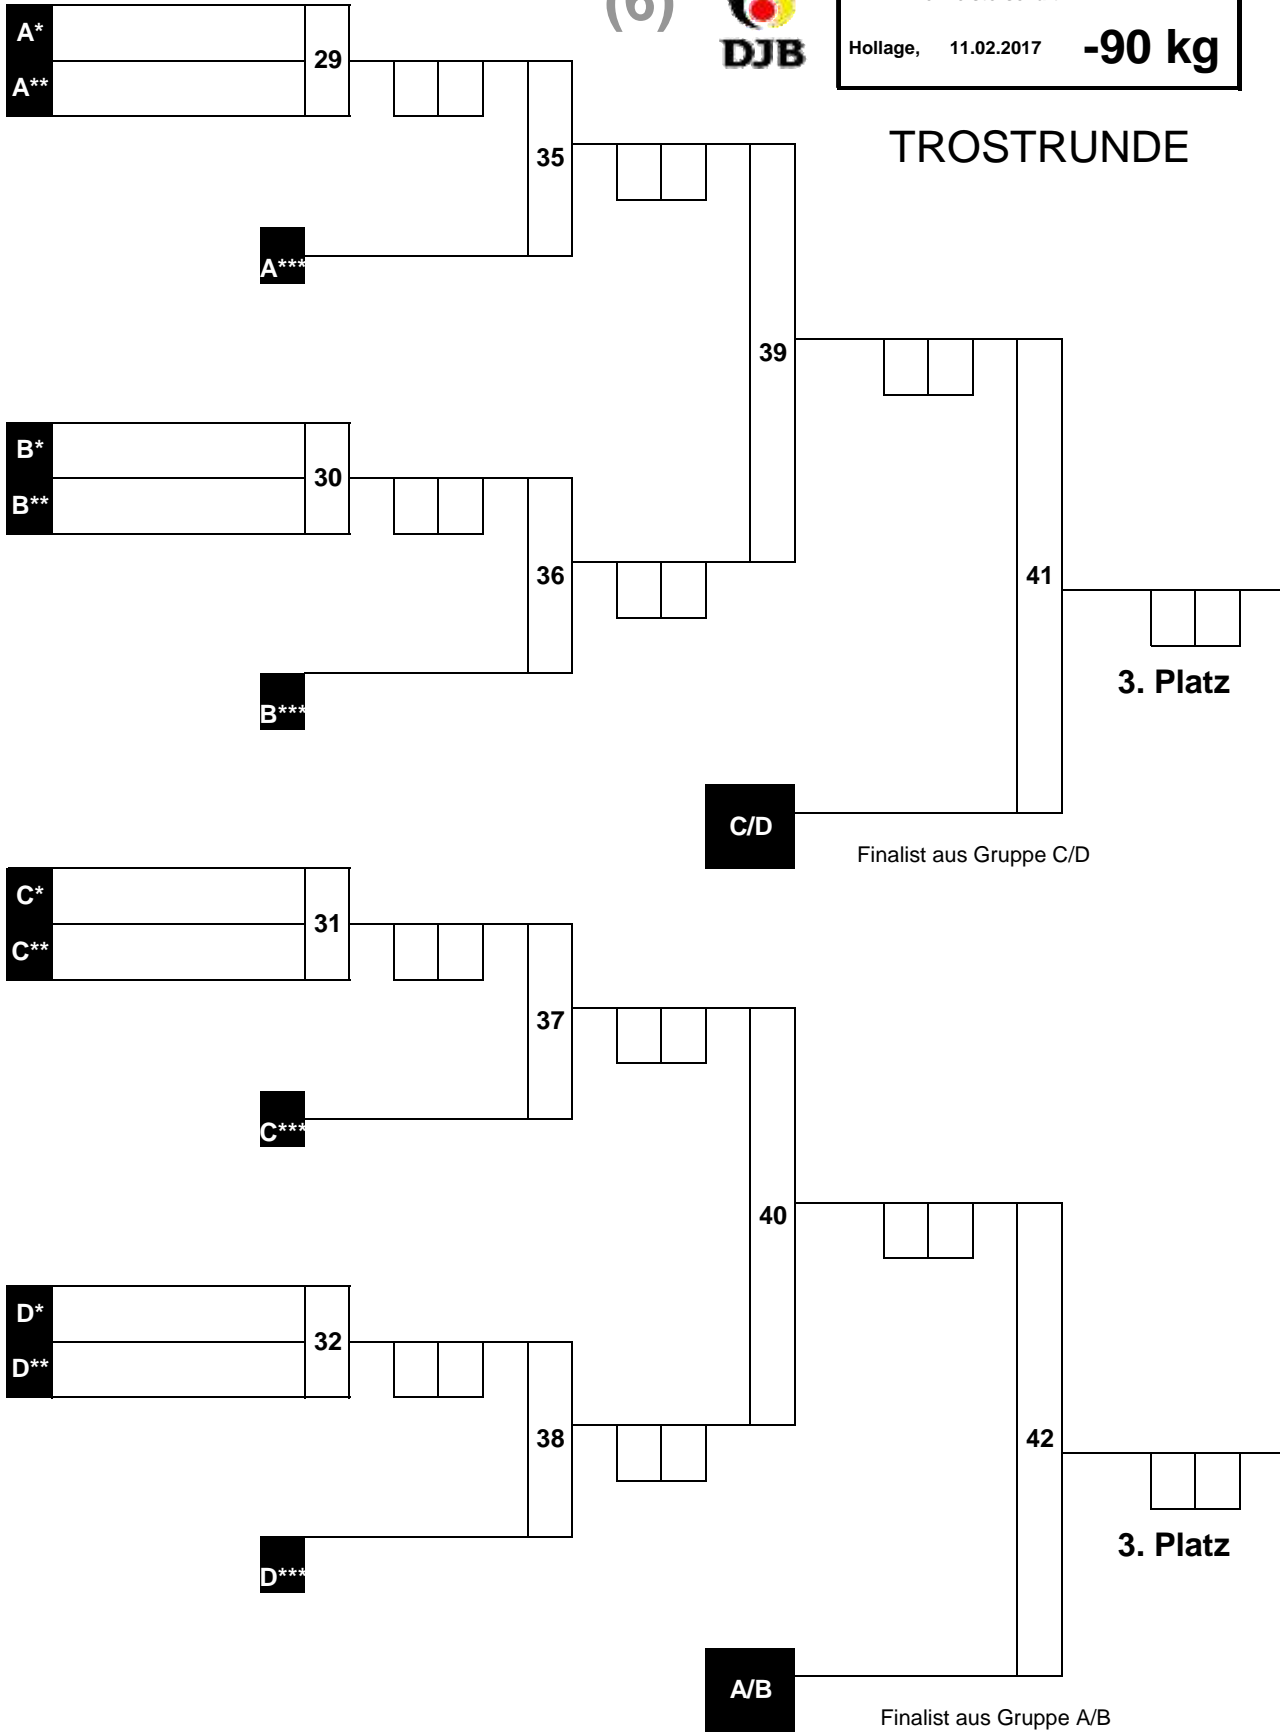 (6)
DJB
Hollage, 11.02.2017 -90 kg
TROSTRUNDE
A*
A**
29
35
A***
39
B*
B**
30
36
B***
41
3. Platz
C/D
Finalist aus Gruppe C/D
C*
C**
31
37
C***
40
D*
D**
32
38
D***
42
3. Platz
A/B
Finalist aus Gruppe A/B